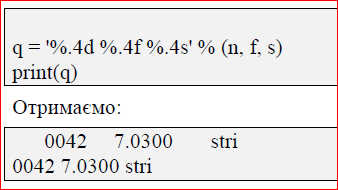 q = '%.4d %.4f %.4s' % (n, f, s)
print(q)
Отримаємо:
0042 7.0300 stri
0042 7.0300 stri